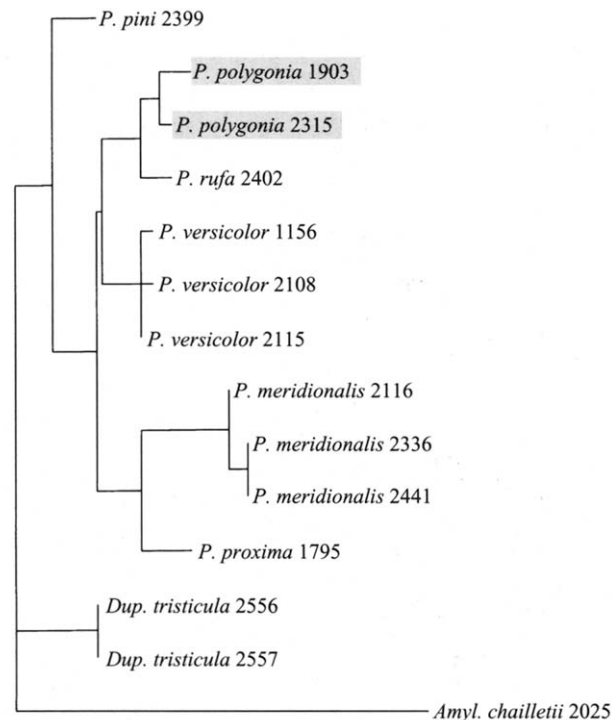 P. pini 2399
P. polygonia 1903
P. polygonia 2315
P. rufa 2402
P. versicolor 1156
P. versicolor 2108
P. versicolor 2115
P. meridionalis 2116
P. meridionalis 2336
P. meridionalis 2441
P. proxima 1795
Dup. tristicula 2556
Dup. tristicula 2557
Amyl. chailletii 2025